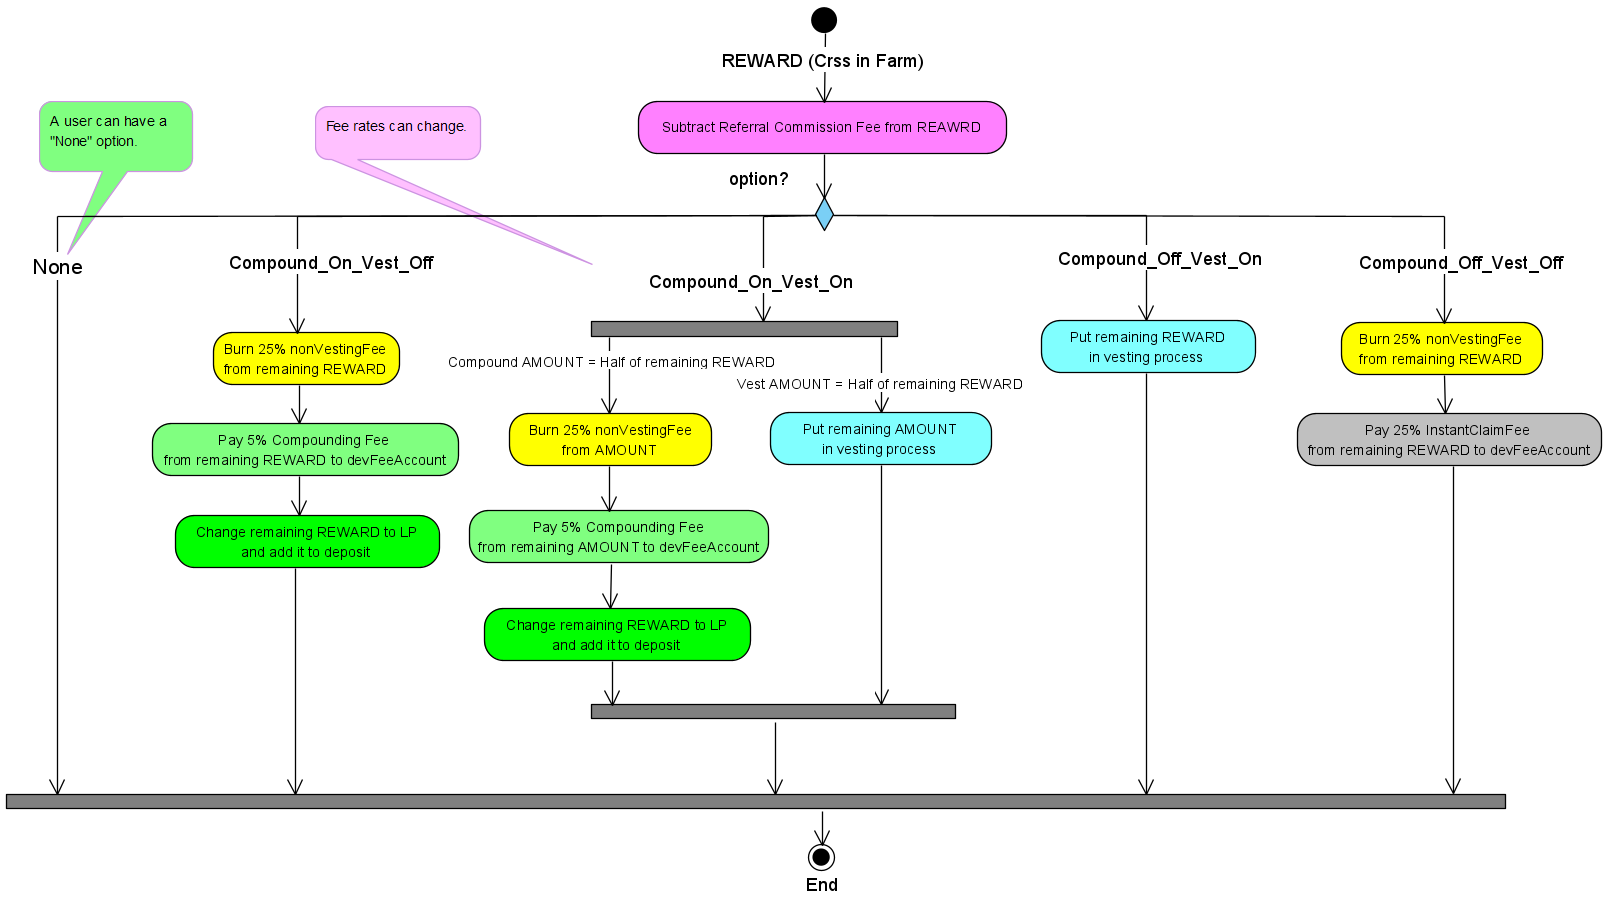 REWARD (Crss in Farm)
A user can have a
"None" option.
Fee rates can change.
Subtract Referral Commission Fee from REAWRD
option?
None
Compound_On_Vest_Off
Compound_On_Vest_On
Compound_Off_Vest_On
Compound_Off_Vest_Off
Burn 25% nonVestingFee
from remaining REWARD
Pay 5% Compounding Fee
from remaining REWARD to devFeeAccount
Change remaining REWARD to LP
and add it to deposit
Compound AMOUNT = Half of remaining REWARD
Vest AMOUNT = Half of remaining REWARD
Burn 25% nonVestingFee
from AMOUNT
Pay 5% Compounding Fee
from remaining AMOUNT to devFeeAccount
Change remaining REWARD to LP
and add it to deposit
Put remaining AMOUNT
in vesting process
Put remaining REWARD
in vesting process
Burn 25% nonVestingFee
from remaining REWARD
Pay 25% InstantClaimFee
from remaining REWARD to devFeeAccount
End